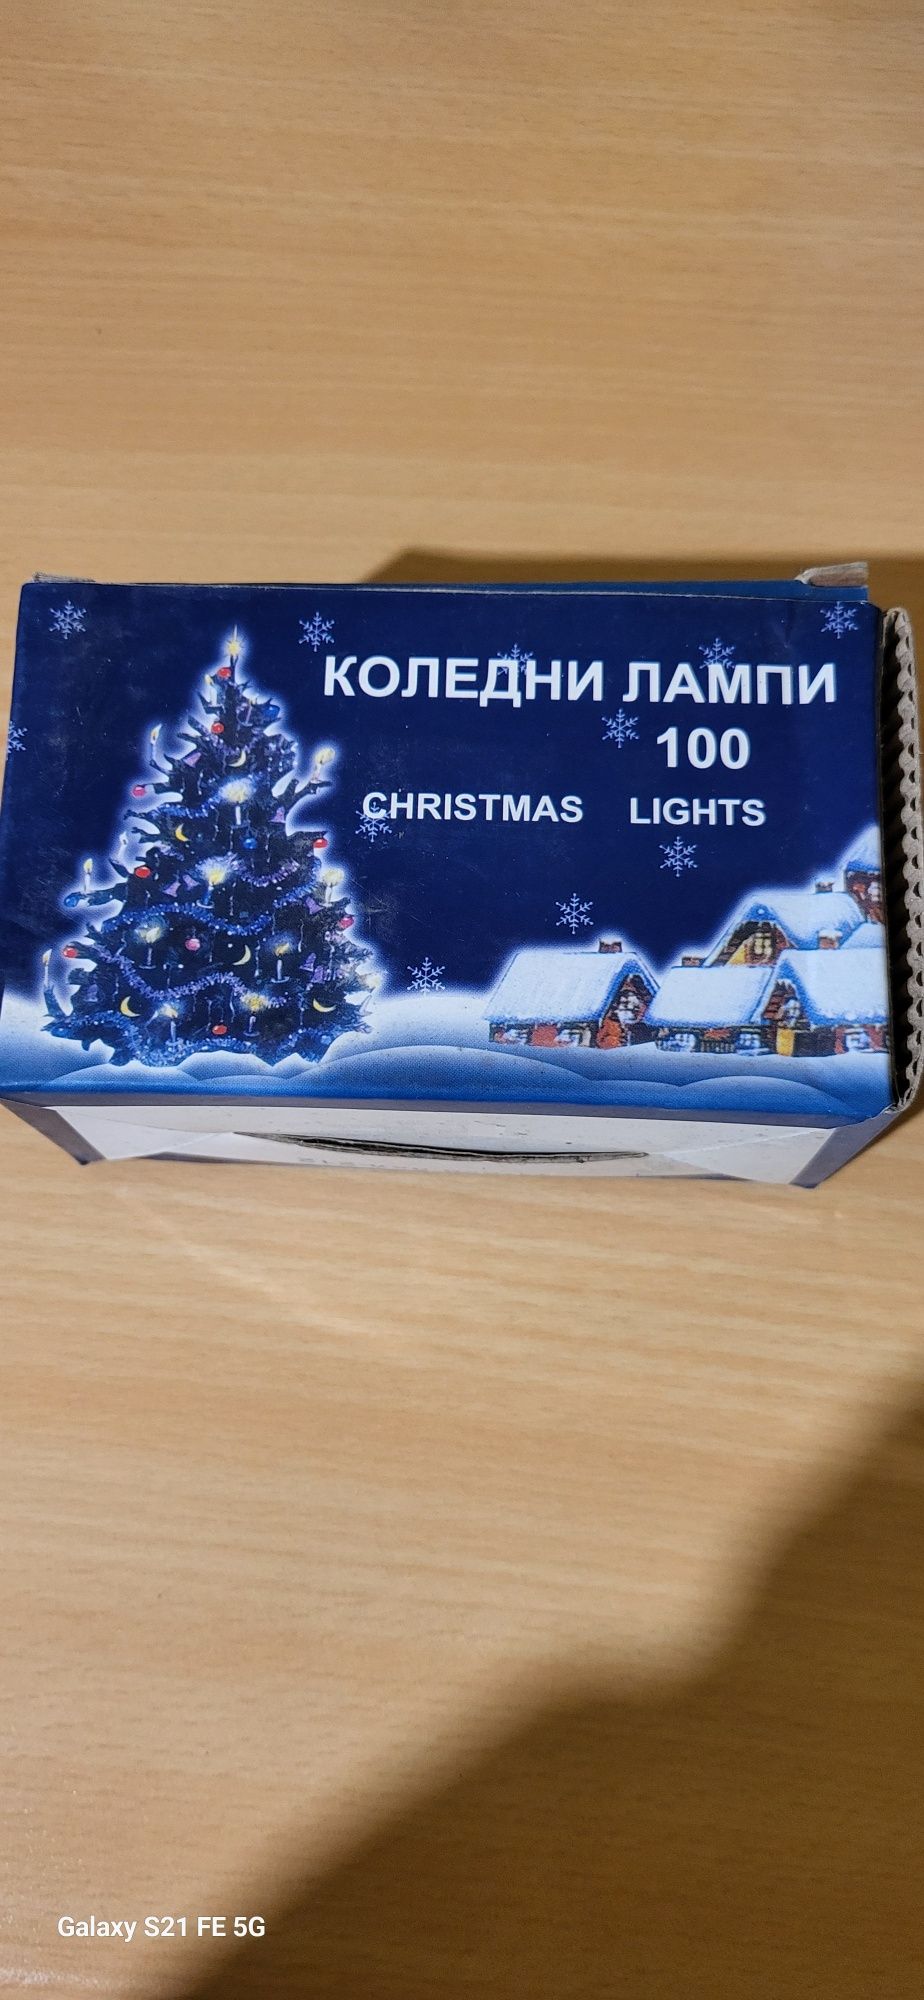 КОЛЕДНИ ЛАМПИ
100
CHRISTMAS LIGHTS
Galaxy S21 FE 5G